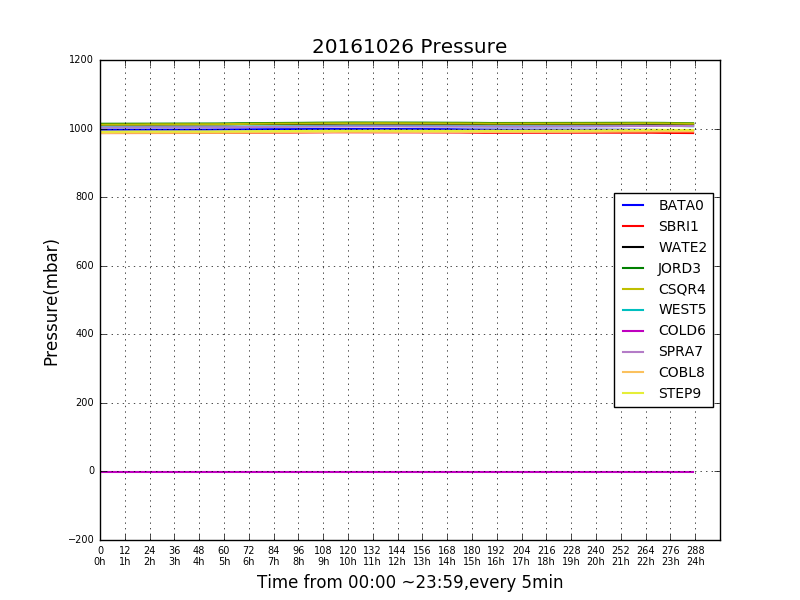 20161026 Pressure
1200
1000
800
600
400
200
0
−200
Pressure(mbar)
BATA0
SBRI1
WATE2
JORD3
CSQR4
WEST5
COLD6
SPRA7
COBL8
STEP9
0 12 24 36 48 60 72 84 96 108 120 132 144 156 168 180 192 204 216 228 240 252 264 276 288
0h 1h 2h 3h 4h 5h 6h 7h 8h 9h 10h 11h 12h 13h 14h 15h 16h 17h 18h 19h 20h 21h 22h 23h 24h
Time from 00:00 ~23:59,every 5min